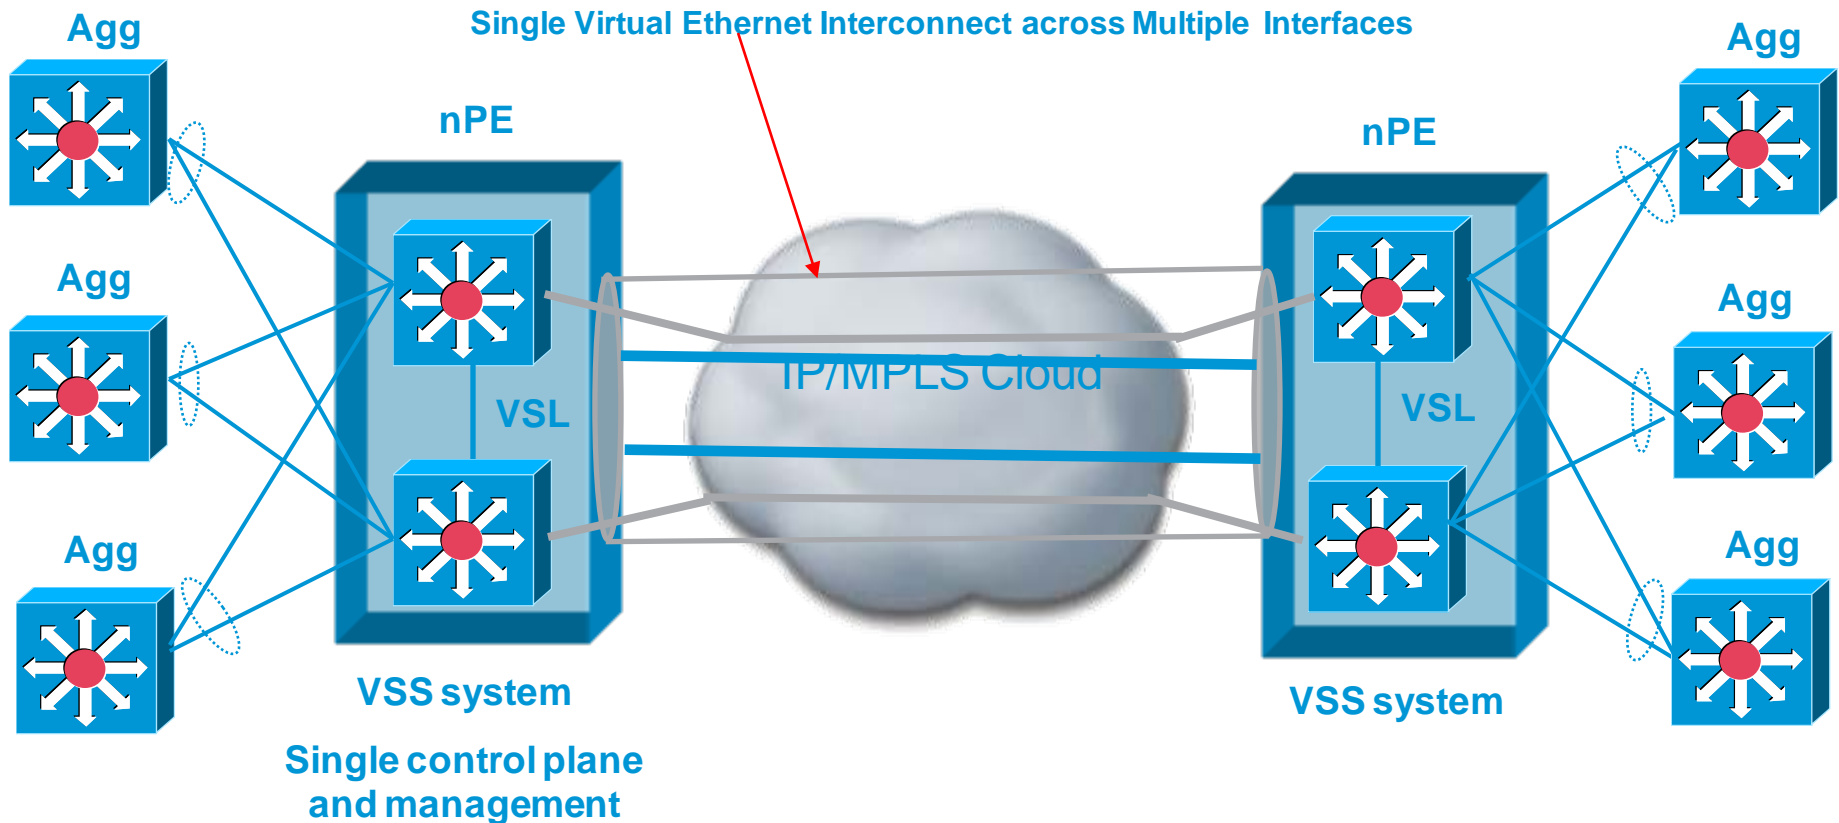 Single Virtual Ethernet Interconnect across Multiple Interfaces
Agg
Agg
nPE
nPE
Agg
Agg
IP/MPLS Cloud
VSL
VSL
Agg
Agg
VSS system
VSS system
Single control plane
and management